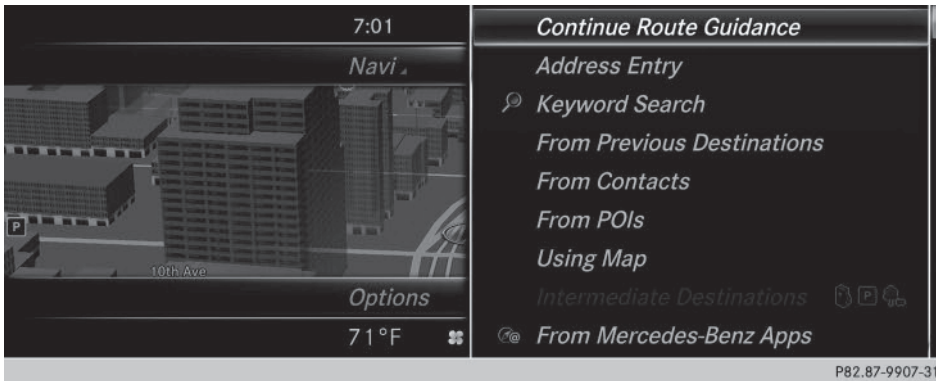 7:01
Navi
P
10th Ave
Options
71°F
Continue Route Guidance
Address Entry
Keyword Search
From Previous Destinations
From Contacts
From POIs
Using Map
Intermediate Destinations P
@ From Mercedes-Benz Apps
P82.87-9907-31